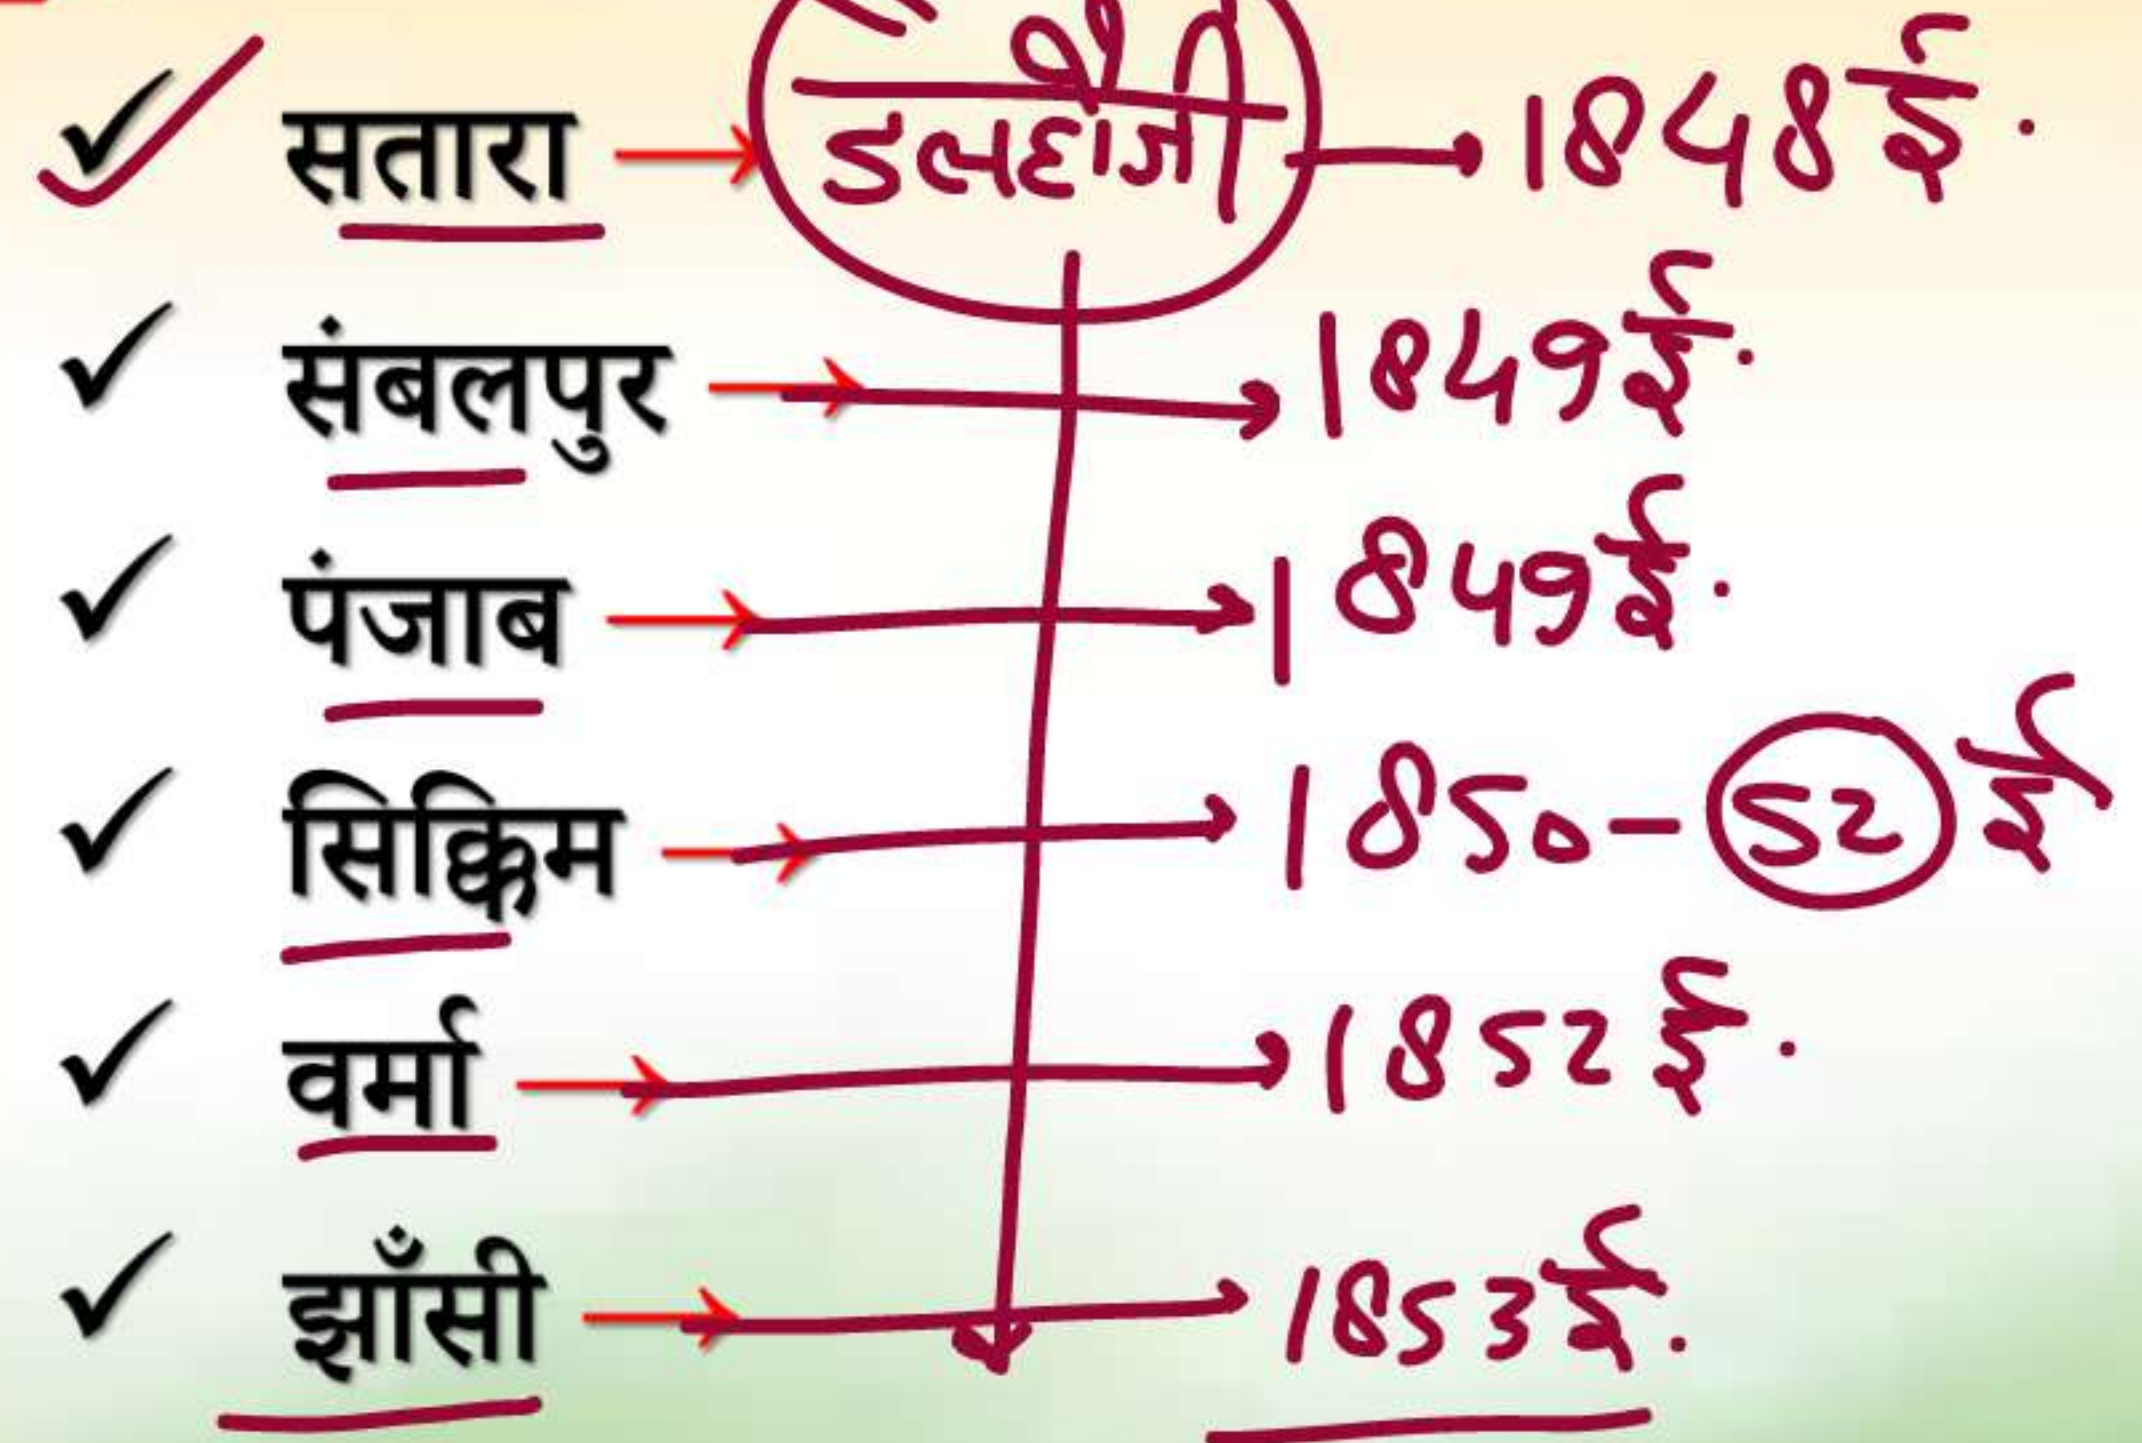 सतारा → डलहौजी → 1848 ई.
संबलपुर → 1849 ई.
पंजाब → 1849 ई.
सिक्किम → 1850-52 ई
वर्मा → 1852 ई.
झाँसी → 1853 ई.